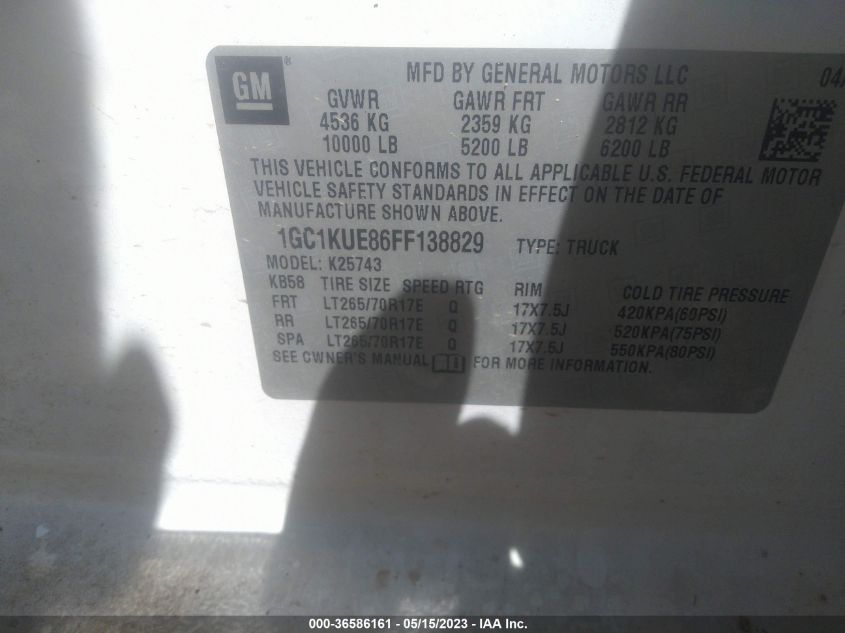 GM
MFD BY GENERAL MOTORS LLC
GVWR GAWR FRT GAWR RR
4536 KG 2359 KG 2812 KG
10000 LB 5200 LB 6200 LB
THIS VEHICLE CONFORMS TO ALL APPLICABLE U.S. FEDERAL MOTOR
VEHICLE SAFETY STANDARDS IN EFFECT ON THE DATE OF
MANUFACTURE SHOWN ABOVE.
1GC1KUE86FF138829 TYPE: TRUCK
MODEL: K25743
KB58 TIRE SIZE SPEED RTG RIM COLD TIRE PRESSURE
FRT LT265/70R17E Q 17X7.5J 420KPA(60PSI)
RR LT265/70R17E Q 17X7.5J 520KPA(75PSI)
SPA LT265/70R17E Q 17X7.5J 550KPA(80PSI)
SEE OWNER'S MANUAL FOR MORE INFORMATION.
000-36586161 - 05/15/2023 - IAA Inc.